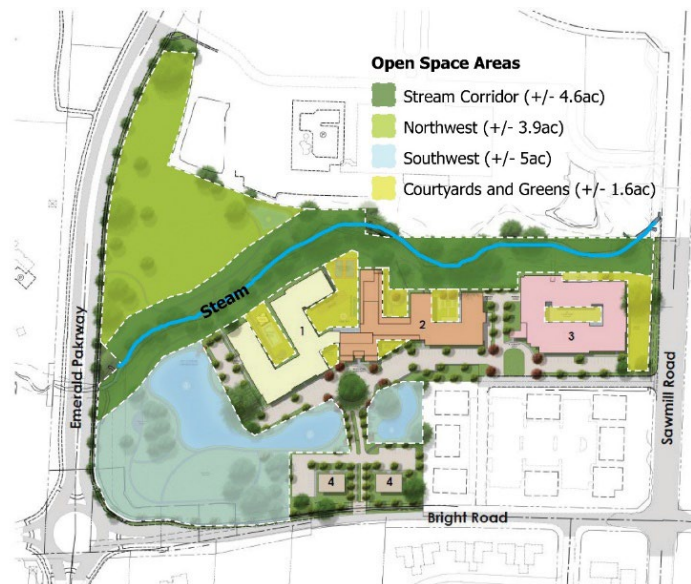 Open Space Areas
Stream Corridor (+/- 4.6ac)
Northwest (+/- 3.9ac)
Southwest (+/- 5ac)
Courtyards and Greens (+/- 1.6ac)
Steam
1
2
3
Emerald Pakway
Sawmill Road
4
4
Bright Road